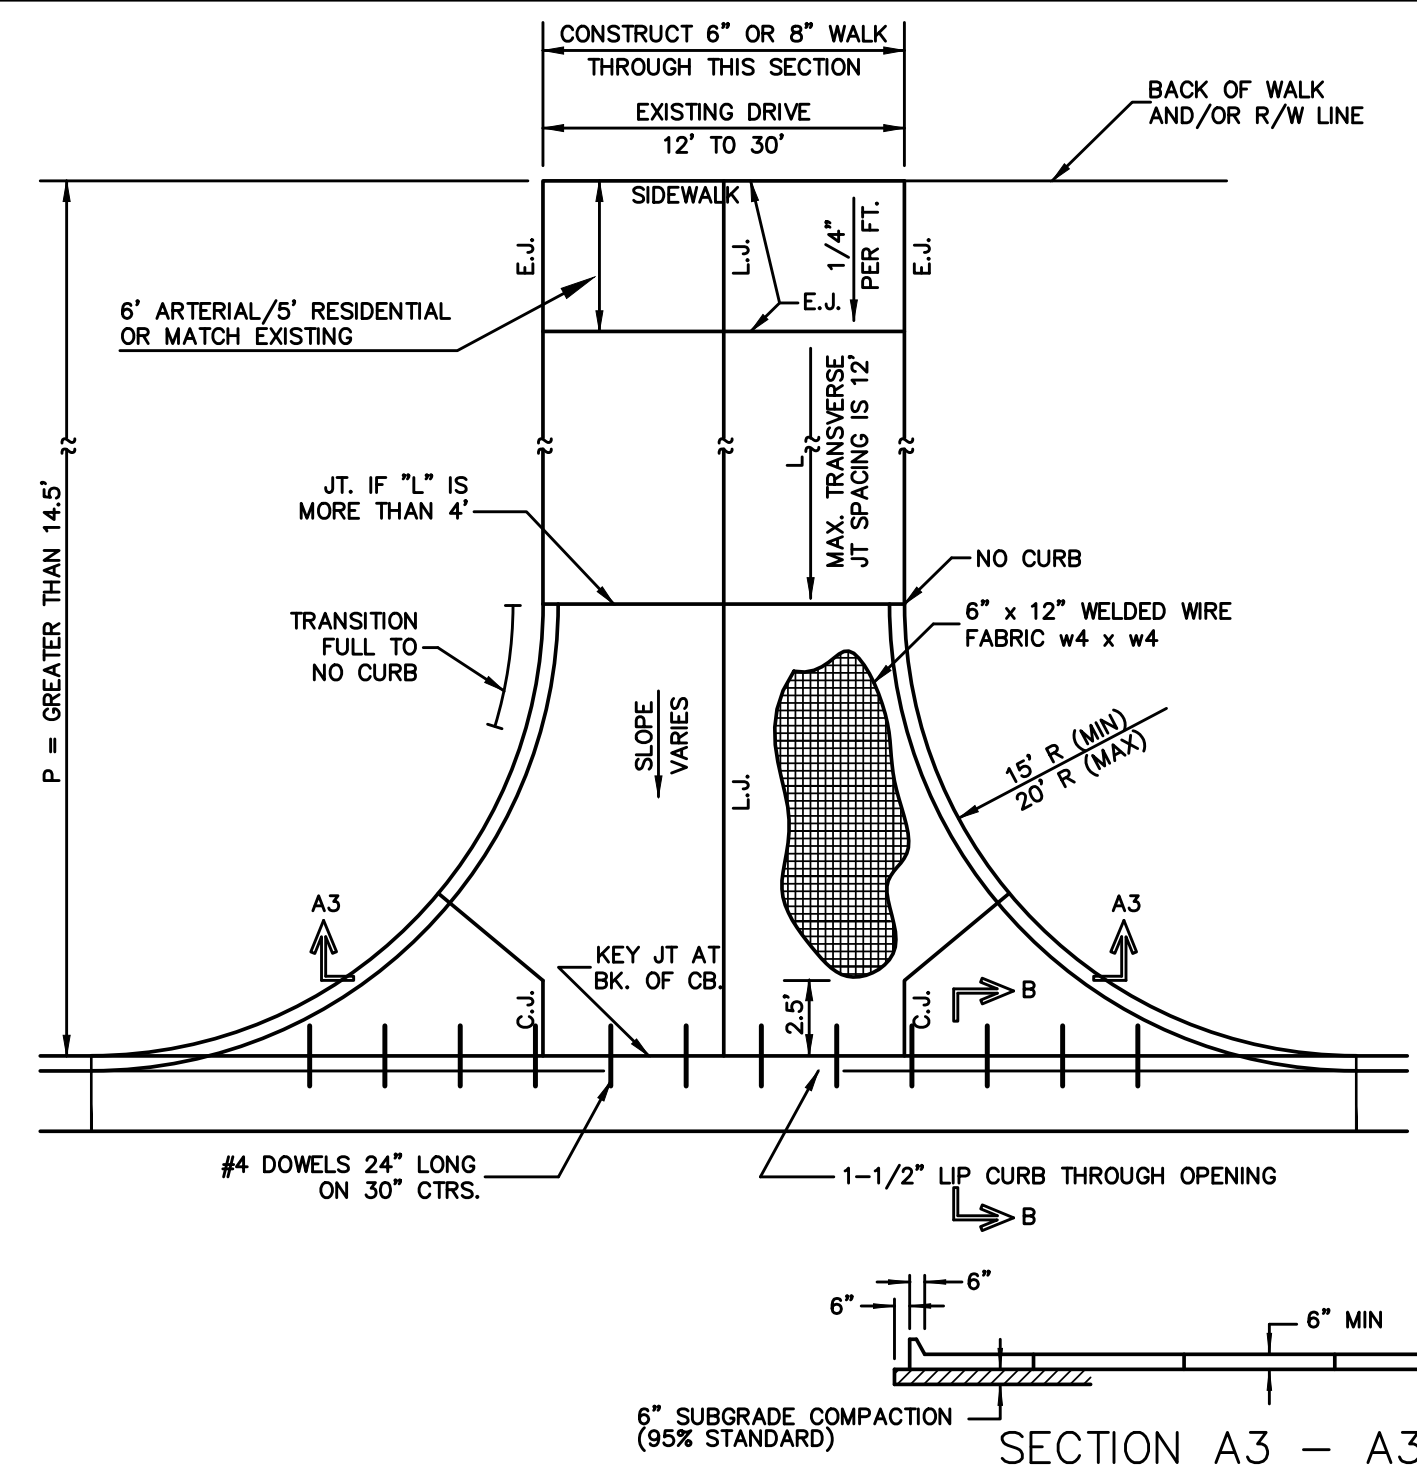 CONSTRUCT 6" OR 8" WALK
THROUGH THIS SECTION
EXISTING DRIVE
12' TO 30'
BACK OF WALK
AND/OR R/W LINE
SIDEWALK
E.J.
L.J.
1/4"
PER FT.
E.J.
E.J.
6' ARTERIAL/5' RESIDENTIAL
OR MATCH EXISTING
L
MAX. TRANSVERSE
JT SPACING IS 12'
P = GREATER THAN 14.5'
JT. IF "L" IS
MORE THAN 4'
NO CURB
6" x 12" WELDED WIRE
FABRIC w4 x w4
TRANSITION
FULL TO
NO CURB
SLOPE
VARIES
L.J.
15' R (MIN)
20' R (MAX)
A3
A3
KEY JT AT
BK. OF CB.
C.J.
2.5'
C.J.
B
#4 DOWELS 24" LONG
ON 30" CTRS.
1-1/2" LIP CURB THROUGH OPENING
B
6"
6"
6" MIN
6" SUBGRADE COMPACTION
(95% STANDARD)
SECTION A3 - A3